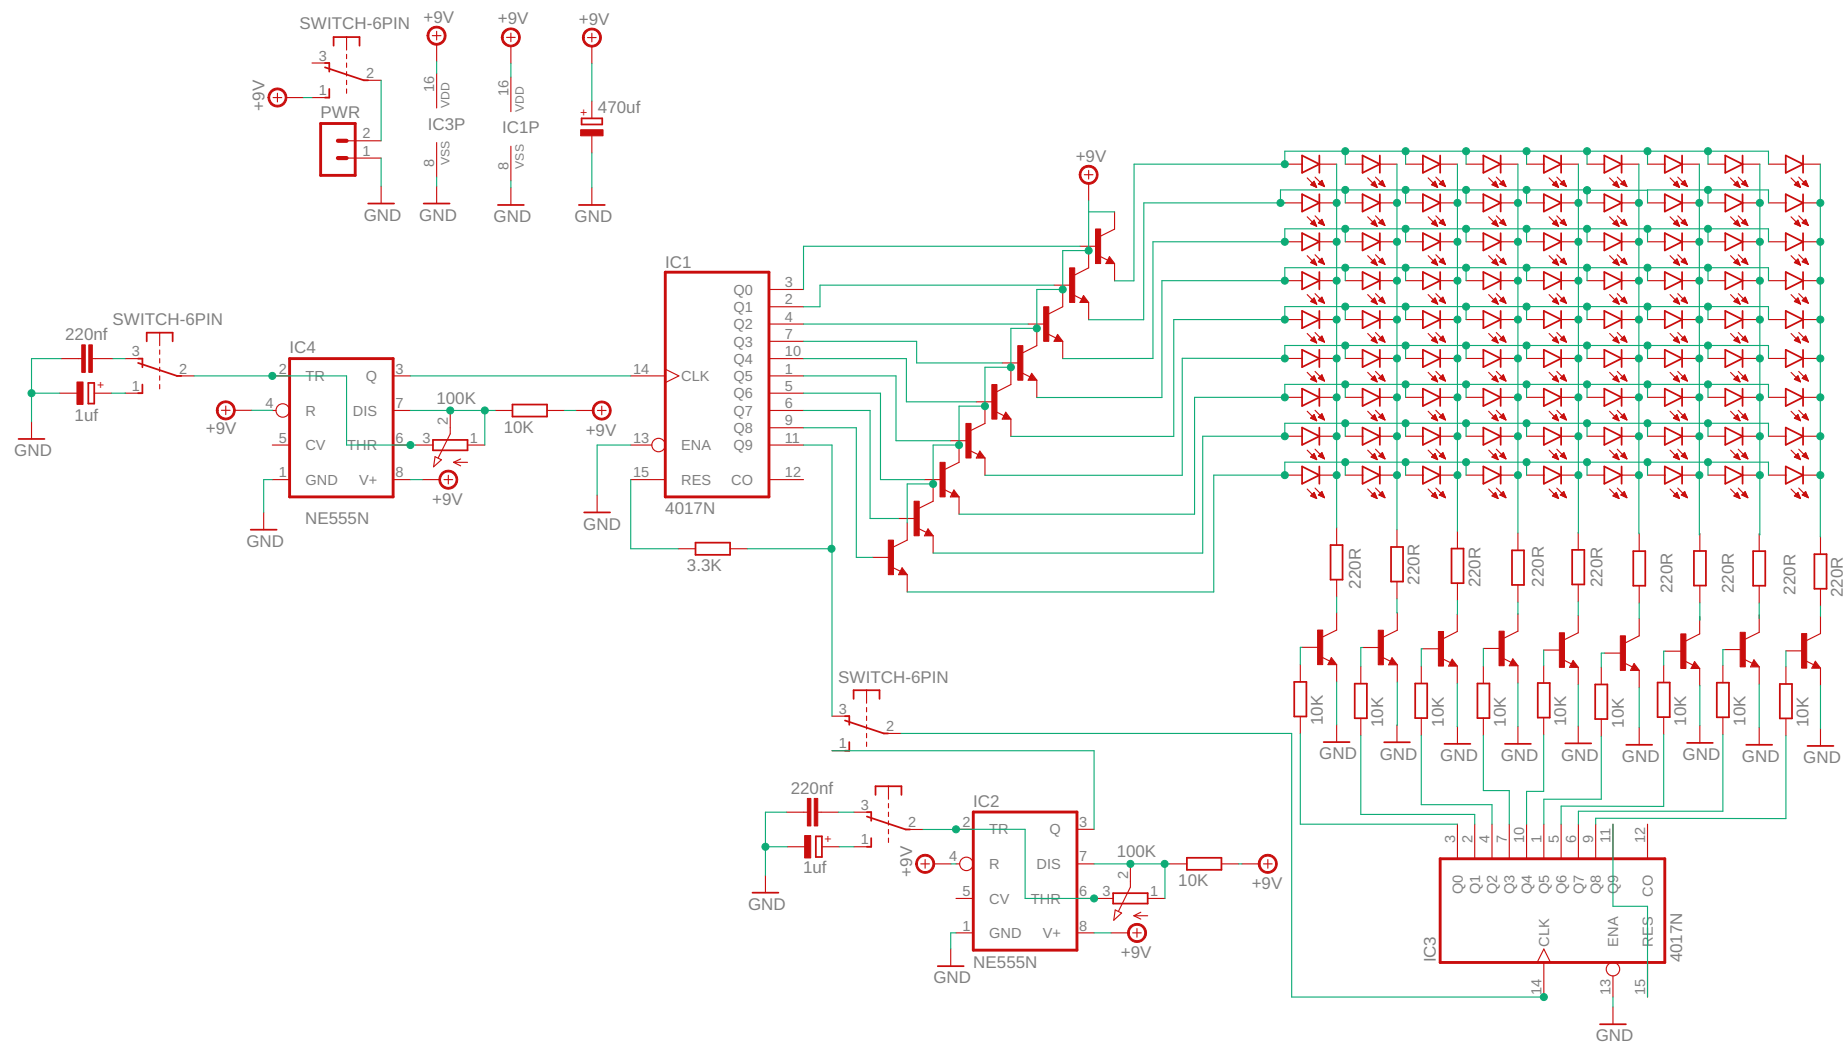 SWITCH-6PIN
3
2
1
+9V
PWR
2
1
GND
+9V
16
VDD
IC3P
8
VSS
GND
+9V
16
VDD
IC1P
8
VSS
GND
+9V
+
470uf
GND
220nf
SWITCH-6PIN
3
2
1
+
1uf
GND
IC4
2
TR
Q
3
4
R
DIS
7
+9V
5
CV
THR
6
1
GND
V+
8
GND
NE555N
100K
2
3
1
10K
+9V
+9V
IC1
Q0
3
Q1
2
Q2
4
Q3
7
14
CLK
Q4
10
Q5
1
Q6
5
Q7
6
Q8
9
13
ENA
Q9
11
15
RES
CO
12
4017N
GND
3.3K
+9V
220R
220R
220R
220R
220R
220R
220R
220R
220R
10K
10K
10K
10K
10K
10K
10K
10K
10K
GND
GND
GND
GND
GND
GND
GND
GND
GND
SWITCH-6PIN
3
2
1
220nf
3
2
1
+
1uf
GND
IC2
2
TR
Q
3
4
R
DIS
7
+9V
5
CV
THR
6
1
GND
V+
8
GND
NE555N
100K
2
3
1
10K
+9V
+9V
3
2
4
7
10
1
5
6
9
11
12
Q0
Q1
Q2
Q3
Q4
Q5
Q6
Q7
Q8
Q9
CO
CLK
ENA
RES
IC3
4017N
14
13
15
GND